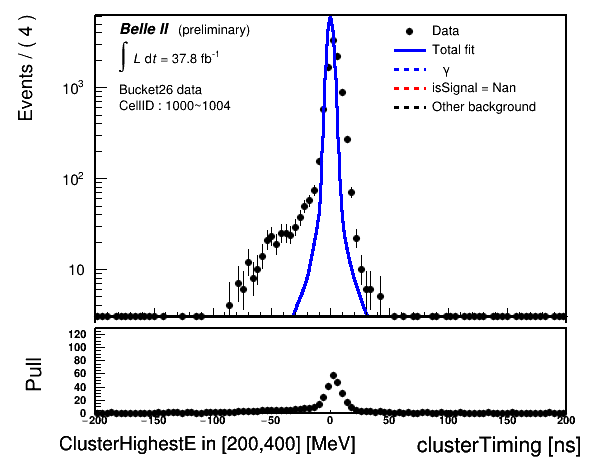 Belle II (preliminary)
∫ L dt = 37.8 fb⁻¹
Bucket26 data
CellID : 1000~1004
Data
Total fit
γ
isSignal = Nan
Other background
Events / ( 4 )
10³
10²
10
Pull
120
100
80
60
40
20
0
−200 −150 −100 −50 0 50 100 150 200
ClusterHighestE in [200,400] [MeV] clusterTiming [ns]